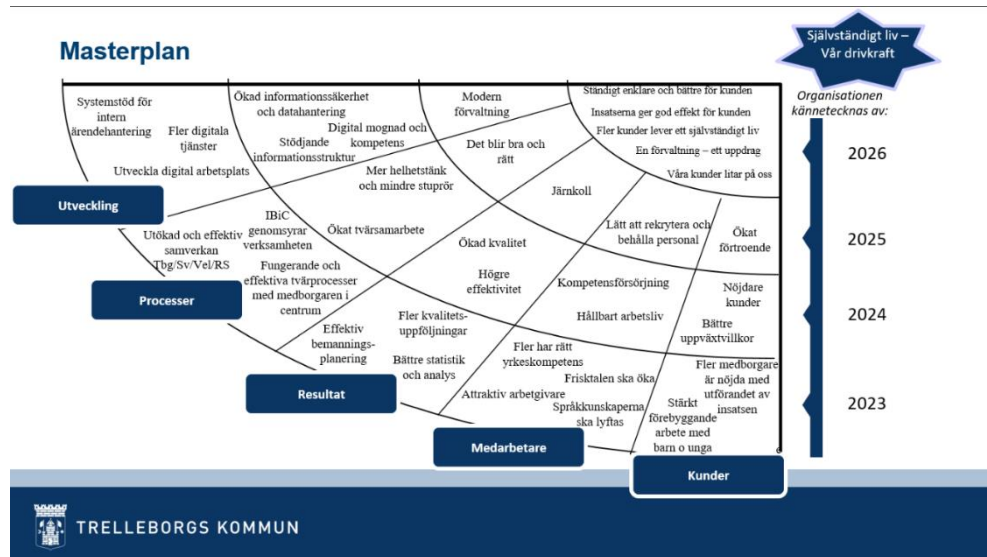 Masterplan
Självständigt liv –
Vår drivkraft
Organisationen
kännetecknas av:
2026
2025
2024
2023
Systemstöd för
intern
ärendehantering
Fler digitala
tjänster
Utveckla digital arbetsplats
Ökad informationssäkerhet
och datahantering
Digital mognad och
kompetens
Stödjande
informationsstruktur
Modern
förvaltning
Ständigt enklare och bättre för kunden
Insatserna ger god effekt för kunden
Fler kunder lever ett självständigt liv
En förvaltning – ett uppdrag
Våra kunder litar på oss
Utveckling
Utökad och effektiv
samverkan
Tbg/Sv/Vel/RS
IBiC
genomsyrar
verksamheten
Fungerande och
effektiva tvärprocesser
med medborgaren i
centrum
Mer helhetstänk
och mindre stuprör
Ökat tvärsamarbete
Det blir bra och
rätt
Processer
Effektiv
bemannings-
planering
Fler kvalitets-
uppföljningar
Bättre statistik
och analys
Ökad kvalitet
Högre
effektivitet
Järnkoll
Resultat
Fler har rätt
yrkeskompetens
Frisktalen ska öka
Attraktiv arbetgivare
Språkkunskaperna
ska lyftas
Kompetensförsörjning
Hållbart arbetsliv
Lätt att rekrytera och
behålla personal
Medarbetare
Ökat
förtroende
Nöjdare
kunder
Bättre
uppväxtvillkor
Fler medborgare
är nöjda med
utförandet av
insatsen
Stärkt
förebyggande
arbete med
barn o unga
Kunder
TRELLEBORGS KOMMUN